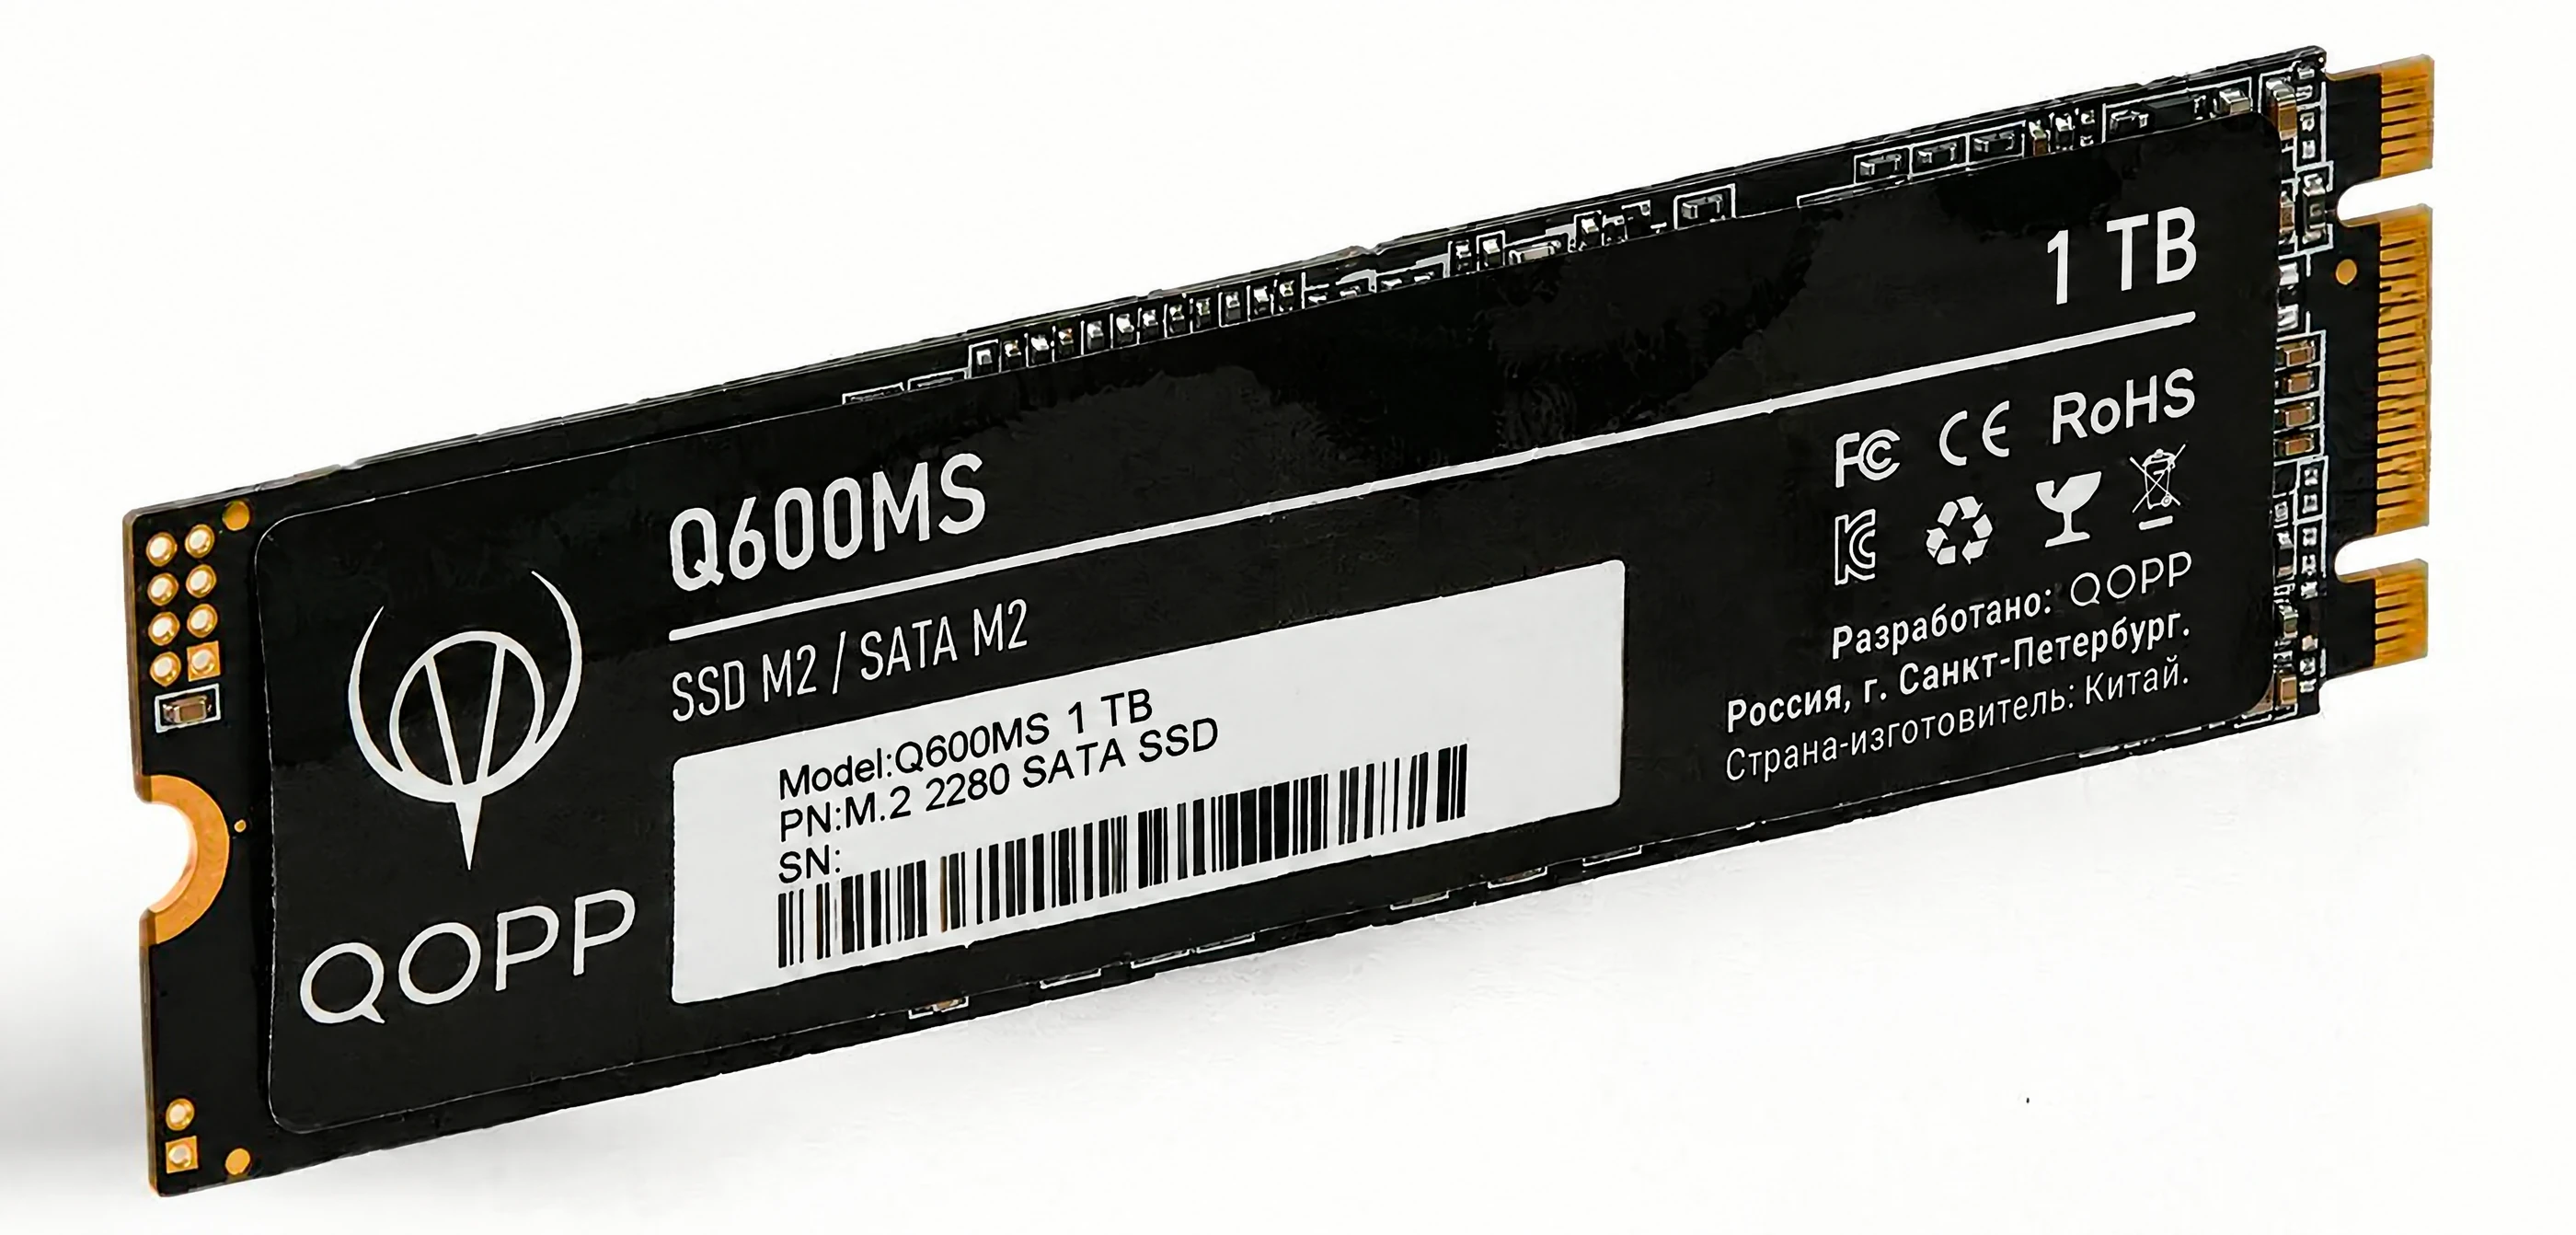 1 TB
Q600MS
SSD M2 / SATA M2
Model:Q600MS 1 TB
PN:M.2 2280 SATA SSD
SN:
QOPP
FC CE RoHS
Разработано: QOPP
Россия, г. Санкт-Петербург.
Страна-изготовитель: Китай.